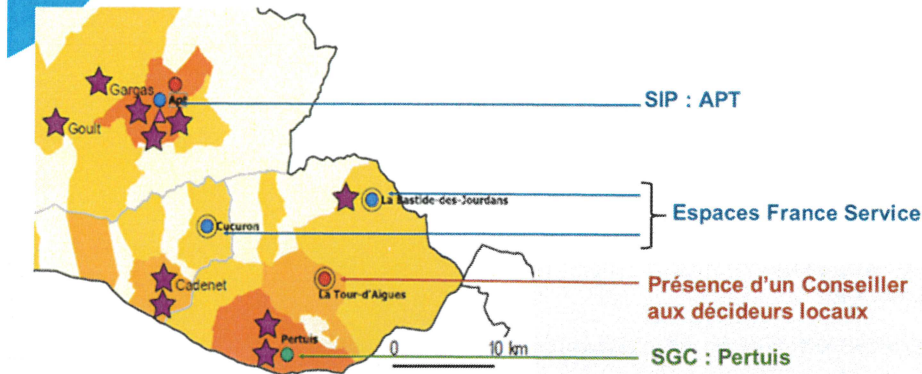 Gargas
Apt
SIP : APT
Goult
La Bastide-des-Jourdans
Espaces France Service
Cucuron
Cadenet
La Tour-d'Aigues
Présence d'un Conseiller
aux décideurs locaux
Pertuis
0 10 km
SGC : Pertuis